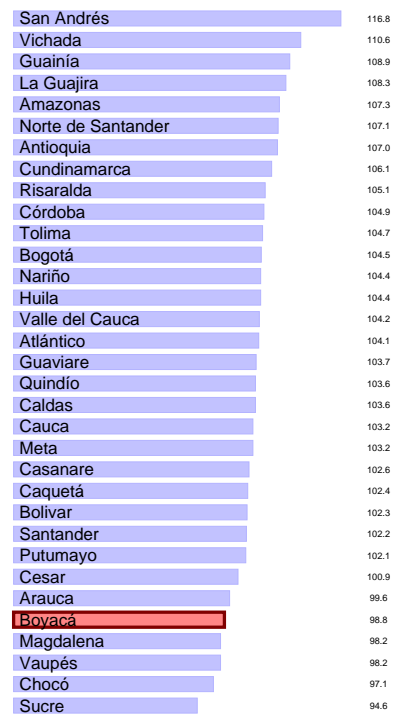 San Andrés 116.8
Vichada 110.6
Guainía 108.9
La Guajira 108.3
Amazonas 107.3
Norte de Santander 107.1
Antioquia 107.0
Cundinamarca 106.1
Risaralda 105.1
Córdoba 104.9
Tolima 104.7
Bogotá 104.5
Nariño 104.4
Huila 104.4
Valle del Cauca 104.2
Atlántico 104.1
Guaviare 103.7
Quindío 103.6
Caldas 103.6
Cauca 103.2
Meta 103.2
Casanare 102.6
Caquetá 102.4
Bolivar 102.3
Santander 102.2
Putumayo 102.1
Cesar 100.9
Arauca 99.6
Boyacá 98.8
Magdalena 98.2
Vaupés 98.2
Chocó 97.1
Sucre 94.6